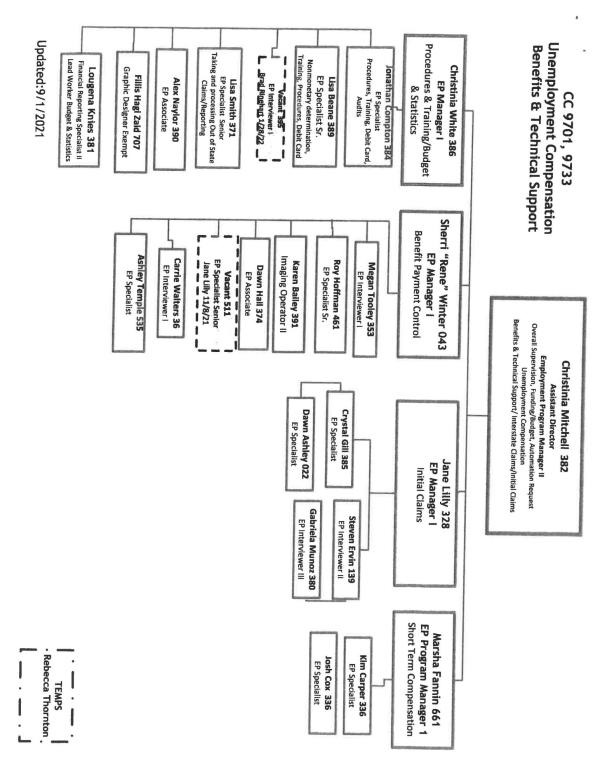 CC 9701, 9733
Unemployment Compensation
Benefits & Technical Support
Christinia Mitchell 382
Assistant Director
Employment Program Manager II
Overall Supervision, Funding/Budget, Automation Request
Unemployment Compensation
Benefits & Technical Support/ Interstate Claims/Initial Claims
Christinia White 386
EP Manager I
Procedures & Training/Budget
& Statistics
Jonathan Compton 384
EP Specialist
Procedures, Training, Debit Card,
Audits
Lisa Beane 389
EP Specialist Sr.
Nonmonetary determination,
Training, Procedures, Debit Card
Vacant
EP Interviewer I
Lisa Smith 371
EP Specialist Senior
Taking and processing Out of State
Claims/Reporting
Alex Naylor 390
EP Associate
Fillis Hagi Zaid 707
Graphic Designer Exempt
Lougena Knies 381
Financial Reporting Specialist II
Lead Worker Budget & Statistics
Sherri "Rene" Winter 043
EP Manager I
Benefit Payment Control
Megan Tooley 353
EP Interviewer I
Roy Hoffman 461
EP Specialist Sr.
Karen Bailey 391
Imaging Operator II
Dawn Hall 374
EP Associate
Vacant 511
EP Specialist Senior
Jane Lilly 11/8/21
Carrie Walters 36
EP Interviewer I
Ashley Temple 535
EP Specialist
Jane Lilly 328
EP Manager I
Initial Claims
Crystal Gill 385
EP Specialist
Dawn Ashley 022
EP Specialist
Steven Ervin 139
EP Interviewer II
Gabriela Munoz 380
EP Interviewer III
Marsha Fannin 661
EP Program Manager 1
Short Term Compensation
Kim Carper 336
EP Specialist
Josh Cox 336
EP Specialist
TEMPS
Rebecca Thornton
Updated:9/1/2021